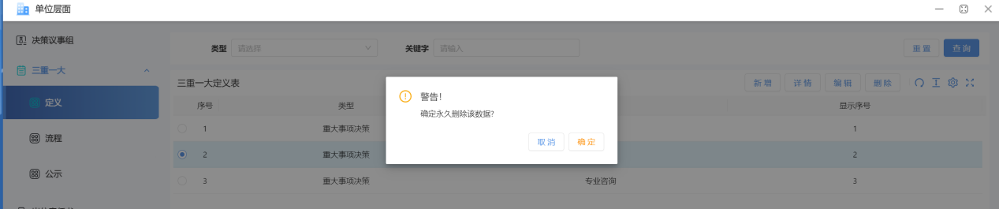 单位层面
决策议事组
类型 请选择 关键字 请输入 重置 查询
三重一大
三重一大定义表 新增 详情 编辑 删除
定义
序号 类型 显示序号
警告!
确定永久删除该数据?
取消 确定
1 重大事项决策 1
流程
2 重大事项决策 2
公示
3 重大事项决策 专业咨询 3